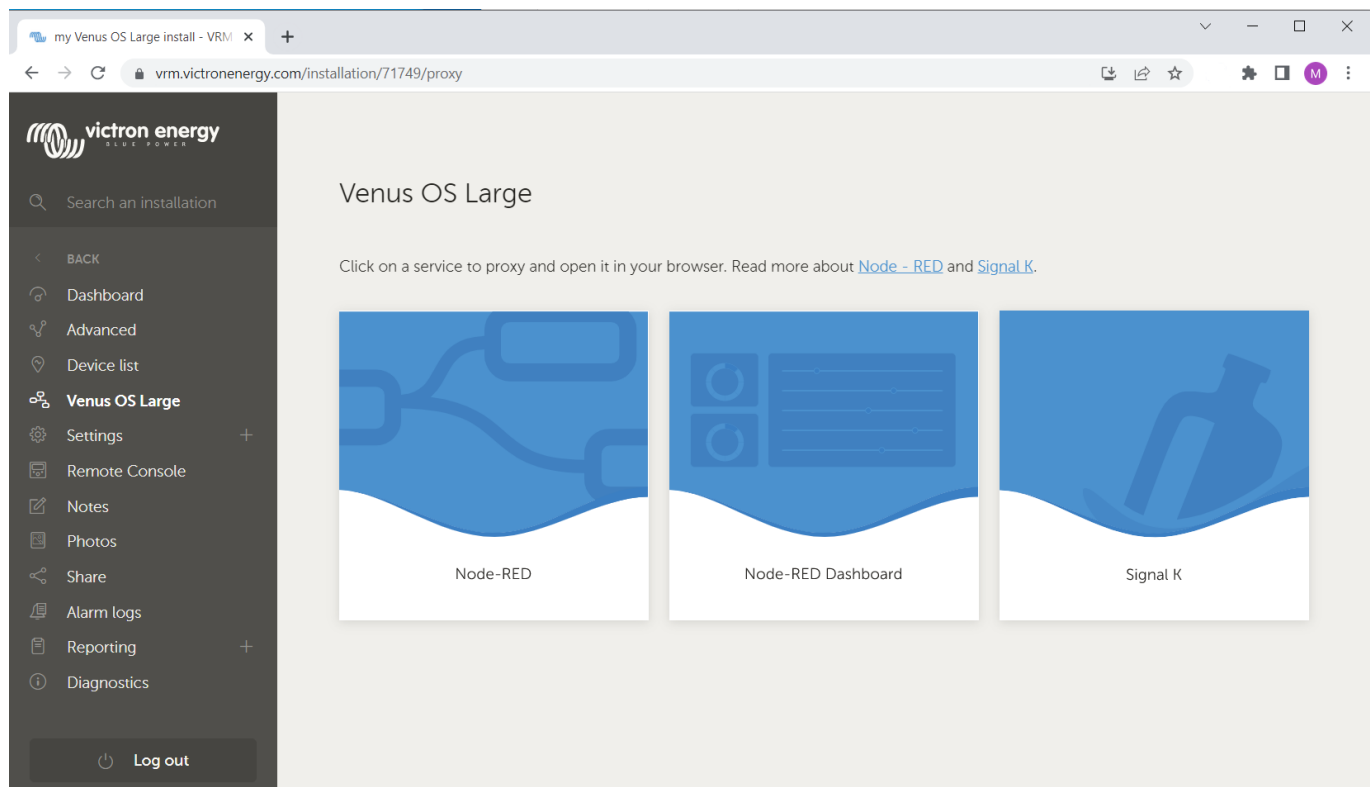 my Venus OS Large install - VRM
vrm.victronenergy.com/installation/71749/proxy
M
victron energy
BLUE POWER
Search an installation
BACK
Dashboard
Advanced
Device list
Venus OS Large
Settings
Remote Console
Notes
Photos
Share
Alarm logs
Reporting
Diagnostics
Log out
Venus OS Large
Click on a service to proxy and open it in your browser. Read more about Node - RED and Signal K.
Node-RED
Node-RED Dashboard
Signal K